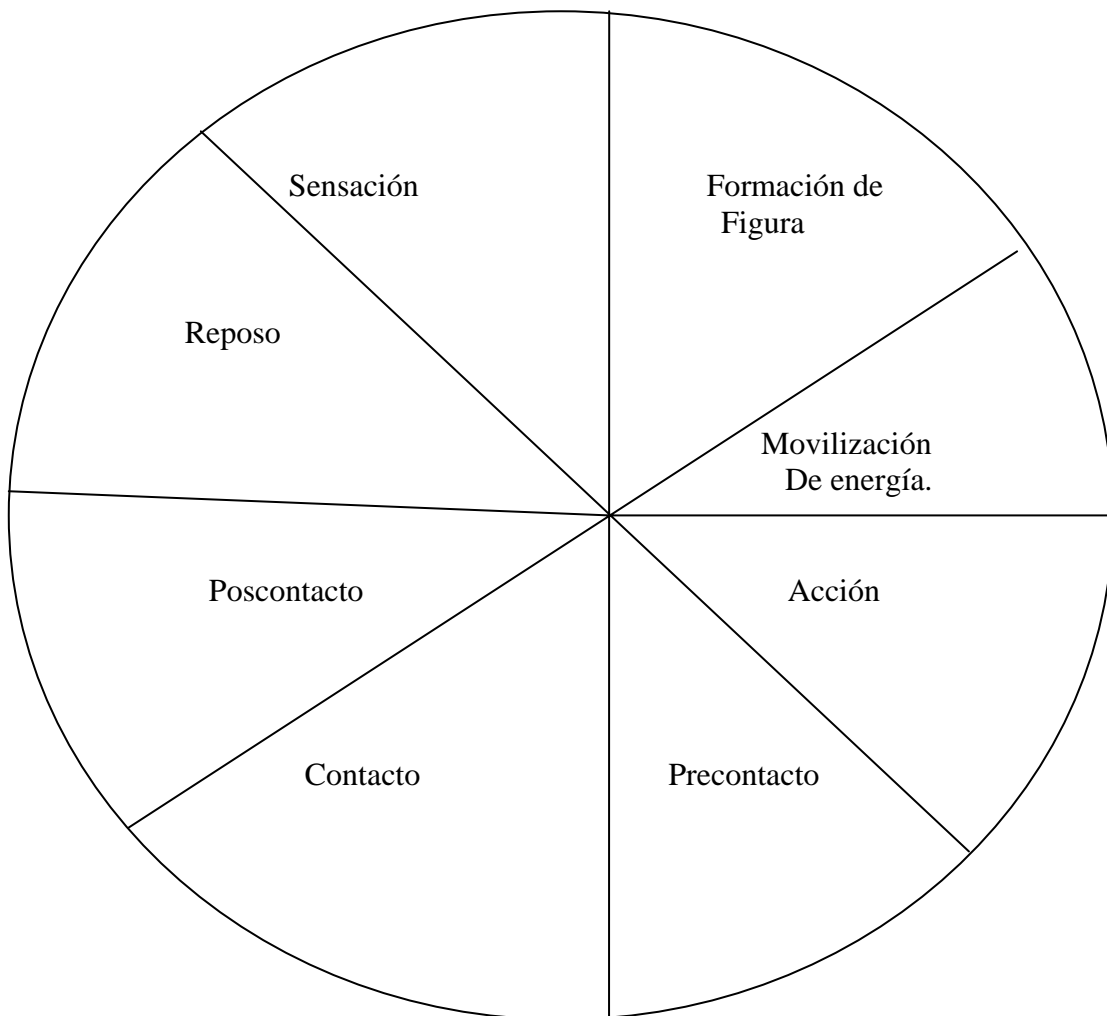 Sensación
Formación de
Figura
Reposo
Movilización
De energía.
Poscontacto
Acción
Contacto
Precontacto